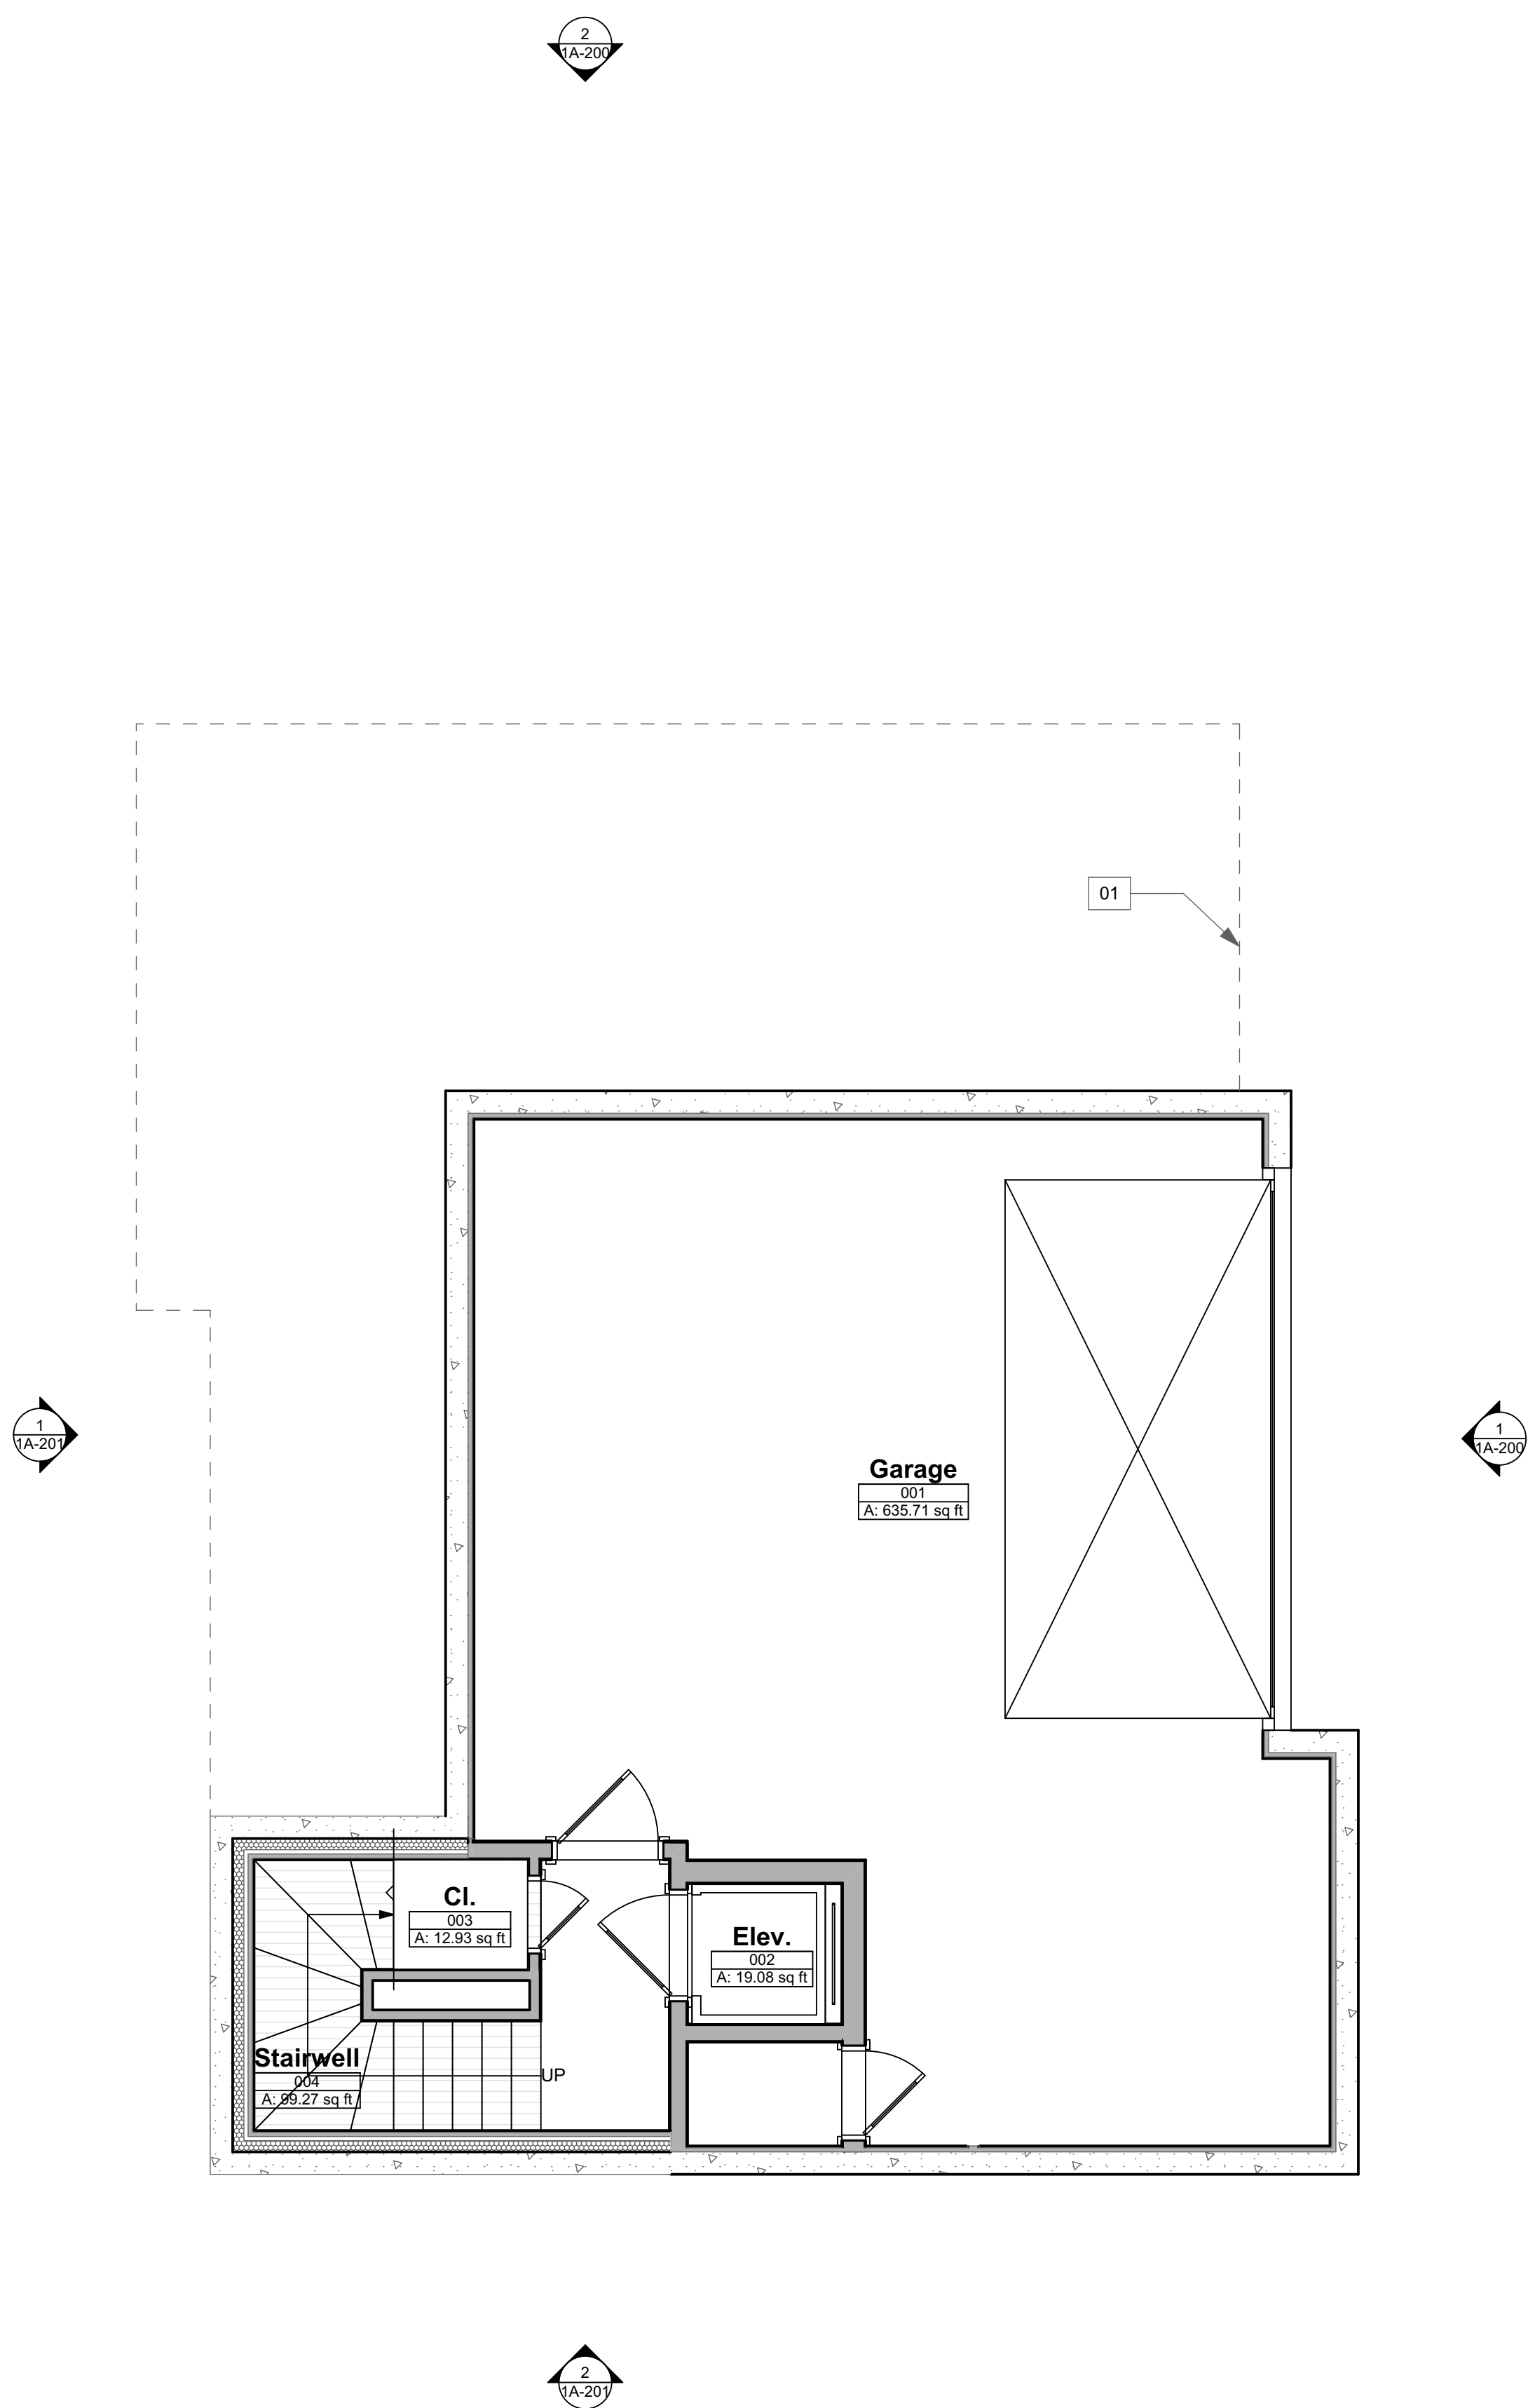 2
1A-200
01
1
1A-201
1
1A-200
Garage
001
A: 635.71 sq ft
Cl.
003
A: 12.93 sq ft
Elev.
002
A: 19.08 sq ft
Stairwell
004
A: 99.27 sq ft
UP
2
1A-201